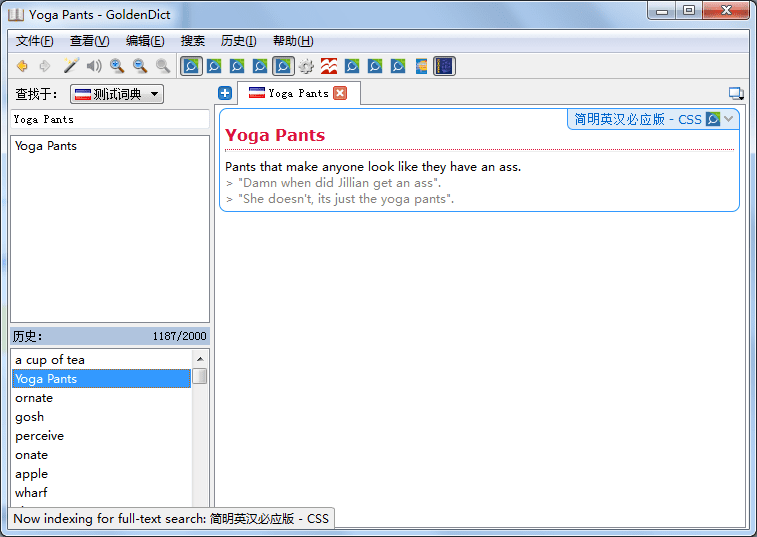 Yoga Pants - GoldenDict
文件(F) 查看(V) 编辑(E) 搜索 历史(I) 帮助(H)
查找于: 测试词典
Yoga Pants
Yoga Pants
历史: 1187/2000
a cup of tea
Yoga Pants
ornate
gosh
perceive
onate
apple
wharf
Now indexing for full-text search: 简明英汉必应版 - CSS
Yoga Pants
简明英汉必应版 - CSS
Yoga Pants
Pants that make anyone look like they have an ass.
> "Damn when did Jillian get an ass".
> "She doesn't, its just the yoga pants".